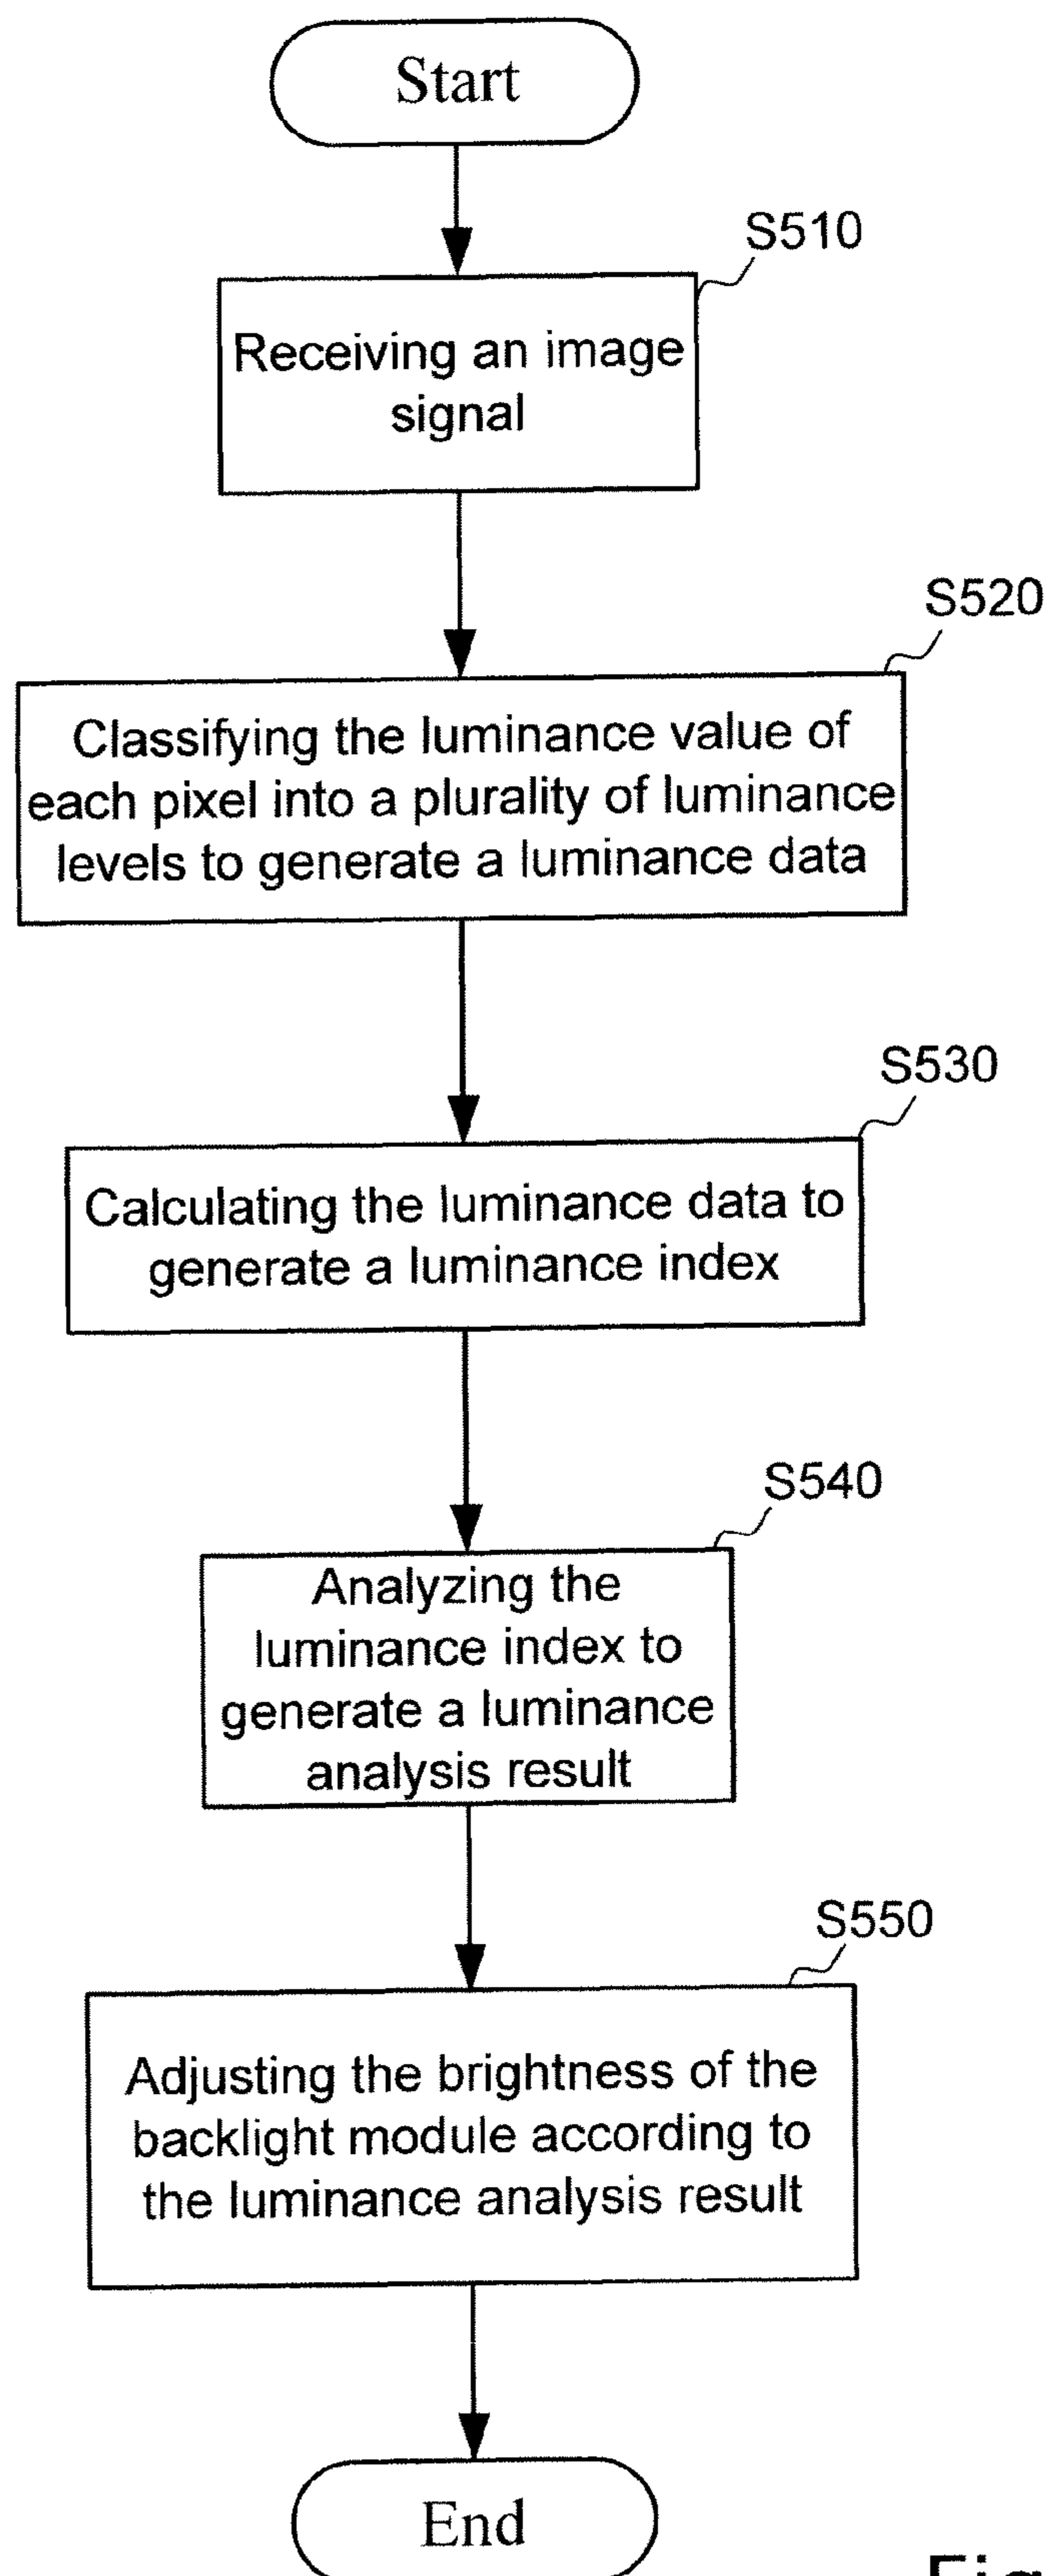 Start
S510
Receiving an image
signal
S520
Classifying the luminance value of
each pixel into a plurality of luminance
levels to generate a luminance data
S530
Calculating the luminance data to
generate a luminance index
S540
Analyzing the
luminance index to
generate a luminance
analysis result
S550
Adjusting the brightness of the
backlight module according to
the luminance analysis result
End